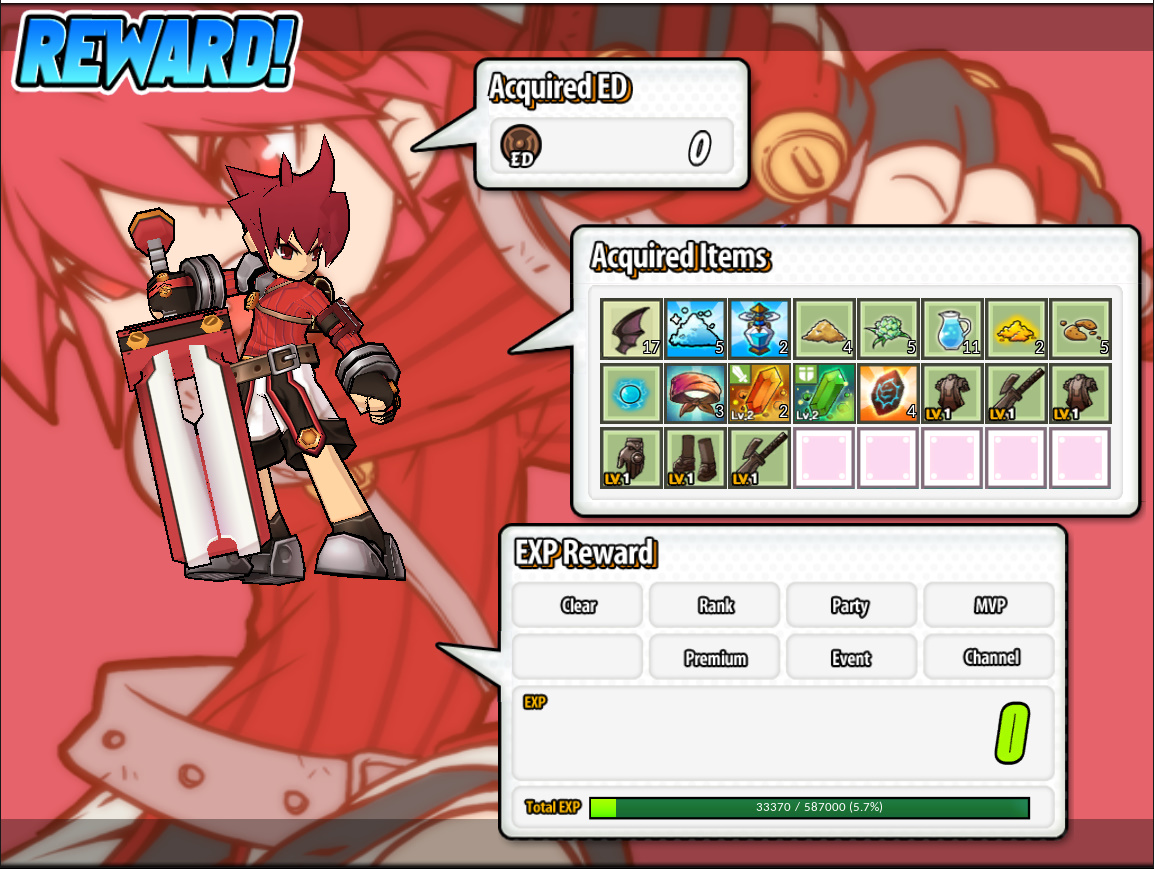 REWARD!
Acquired ED
ED 0
Acquired Items
17 5 2 4 5 11 2 5
3 Lv.2 2 Lv.2 4 LV.1 LV.1 LV.1
LV.1 LV.1 LV.1
EXP Reward
Clear Rank Party MVP
Premium Event Channel
EXP
0
Total EXP 33370 / 587000 (5.7%)